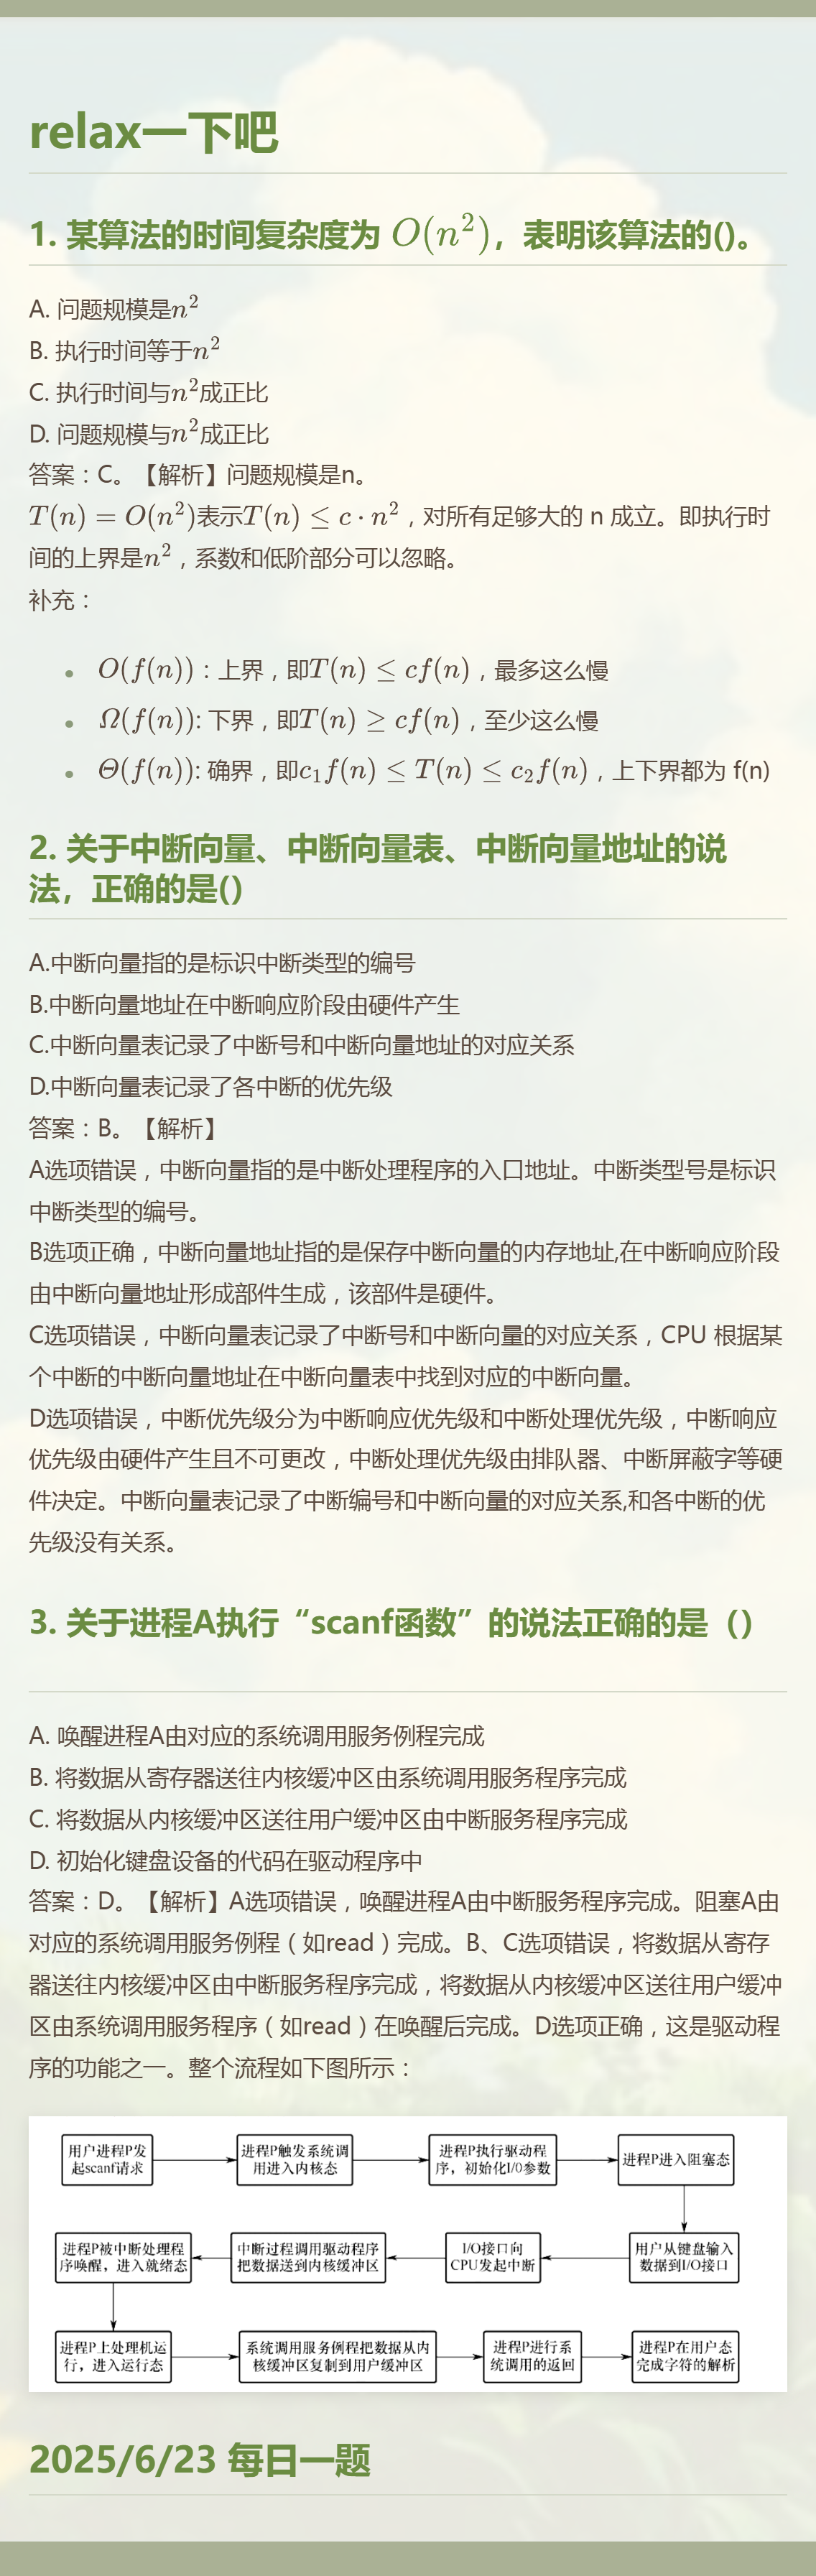 relax一下吧
1. 某算法的时间复杂度为 O(n²)，表明该算法的()。
A. 问题规模是n²
B. 执行时间等于n²
C. 执行时间与n²成正比
D. 问题规模与n²成正比
答案：C。【解析】问题规模是n。
T(n) = O(n²)表示T(n) ≤ c · n²，对所有足够大的 n 成立。即执行时
间的上界是n²，系数和低阶部分可以忽略。
补充：
• O(f(n))：上界，即T(n) ≤ cf(n)，最多这么慢
• Ω(f(n)): 下界，即T(n) ≥ cf(n)，至少这么慢
• Θ(f(n)): 确界，即c₁f(n) ≤ T(n) ≤ c₂f(n)，上下界都为 f(n)
2. 关于中断向量、中断向量表、中断向量地址的说
法，正确的是()
A.中断向量指的是标识中断类型的编号
B.中断向量地址在中断响应阶段由硬件产生
C.中断向量表记录了中断号和中断向量地址的对应关系
D.中断向量表记录了各中断的优先级
答案：B。【解析】
A选项错误，中断向量指的是中断处理程序的入口地址。中断类型号是标识
中断类型的编号。
B选项正确，中断向量地址指的是保存中断向量的内存地址,在中断响应阶段
由中断向量地址形成部件生成，该部件是硬件。
C选项错误，中断向量表记录了中断号和中断向量的对应关系，CPU 根据某
个中断的中断向量地址在中断向量表中找到对应的中断向量。
D选项错误，中断优先级分为中断响应优先级和中断处理优先级，中断响应
优先级由硬件产生且不可更改，中断处理优先级由排队器、中断屏蔽字等硬
件决定。中断向量表记录了中断编号和中断向量的对应关系,和各中断的优
先级没有关系。
3. 关于进程A执行“scanf函数”的说法正确的是（）
A. 唤醒进程A由对应的系统调用服务例程完成
B. 将数据从寄存器送往内核缓冲区由系统调用服务程序完成
C. 将数据从内核缓冲区送往用户缓冲区由中断服务程序完成
D. 初始化键盘设备的代码在驱动程序中
答案：D。【解析】A选项错误，唤醒进程A由中断服务程序完成。阻塞A由
对应的系统调用服务例程（如read）完成。B、C选项错误，将数据从寄存
器送往内核缓冲区由中断服务程序完成，将数据从内核缓冲区送往用户缓冲
区由系统调用服务程序（如read）在唤醒后完成。D选项正确，这是驱动程
序的功能之一。整个流程如下图所示：
用户进程P发
起scanf请求
进程P触发系统调
用进入内核态
进程P执行驱动程
序，初始化I/0参数
进程P进入阻塞态
用户从键盘输入
数据到I/O接口
I/O接口向
CPU发起中断
中断过程调用驱动程序
把数据送到内核缓冲区
进程P被中断处理程
序唤醒，进入就绪态
进程P上处理机运
行，进入运行态
系统调用服务例程把数据从内
核缓冲区复制到用户缓冲区
进程P进行系
统调用的返回
进程P在用户态
完成字符的解析
2025/6/23 每日一题